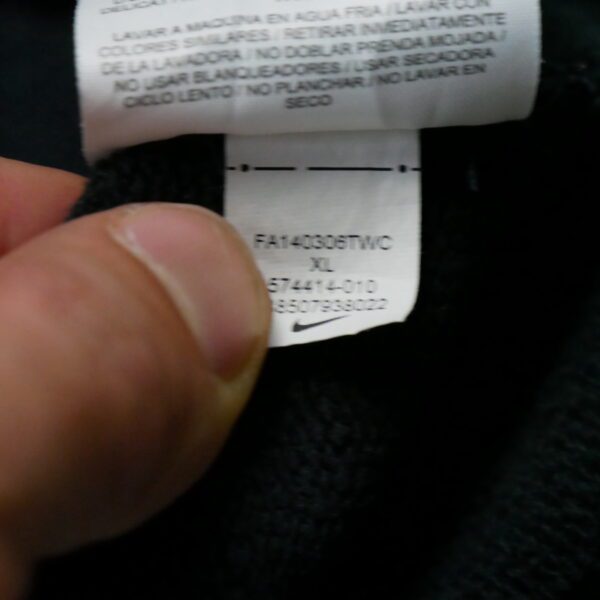 LAVAR A MAQUINA EN AGUA FRIA / LAVAR CON
COLORES SIMILARES / RETIRAR INMEDIATAMENTE
DE LA LAVADORA / NO DOBLAR PRENDA MOJADA /
NO USAR BLANQUEADORES / USAR SECADORA
CICLO LENTO / NO PLANCHAR / NO LAVAR EN
SECO
FA140306TWC
XL
574414-010
8507938022